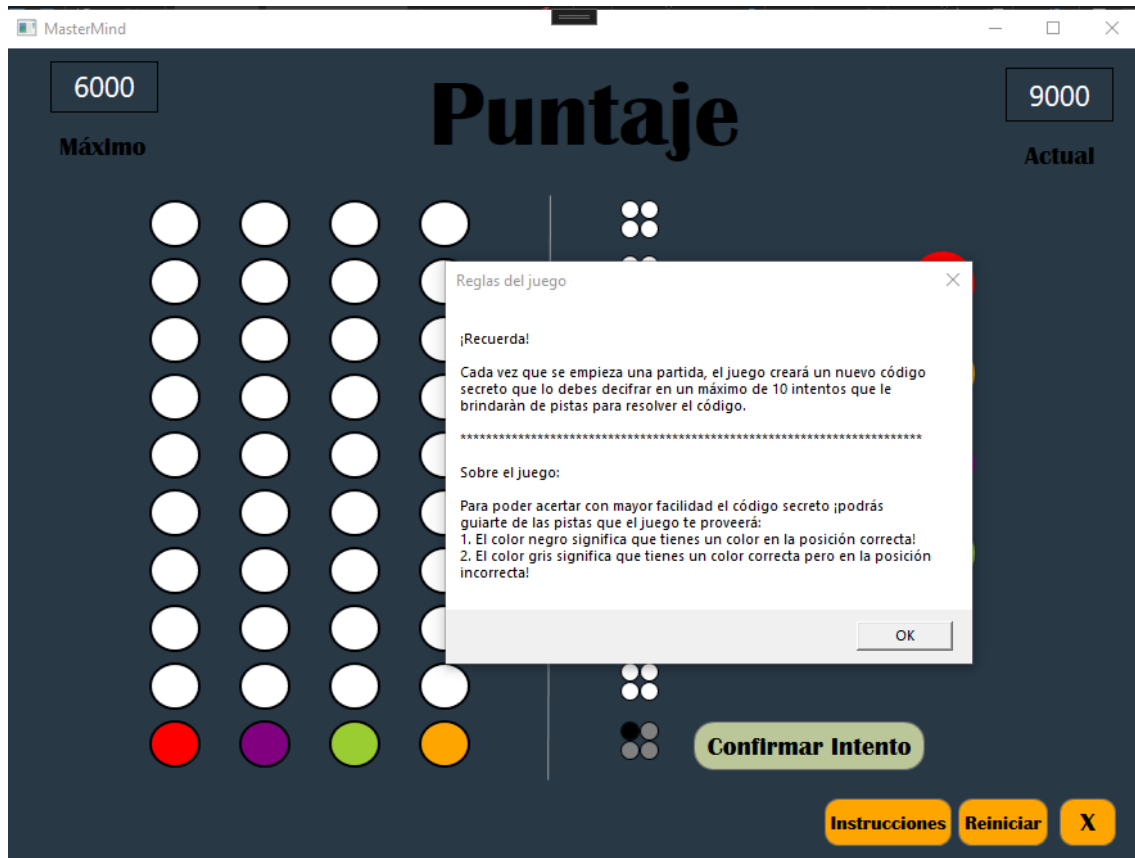 MasterMind
6000
Puntaje
9000
Máximo
Actual
Reglas del juego
¡Recuerda!
Cada vez que se empieza una partida, el juego creará un nuevo código
secreto que lo debes decifrar en un máximo de 10 intentos que le
brindaràn de pistas para resolver el código.
*************************************************************************
Sobre el juego:
Para poder acertar con mayor facilidad el código secreto ¡podrás
guiarte de las pistas que el juego te proveerá:
1. El color negro significa que tienes un color en la posición correcta!
2. El color gris significa que tienes un color correcta pero en la posición
incorrecta!
OK
Confirmar Intento
Instrucciones
Reiniciar
X